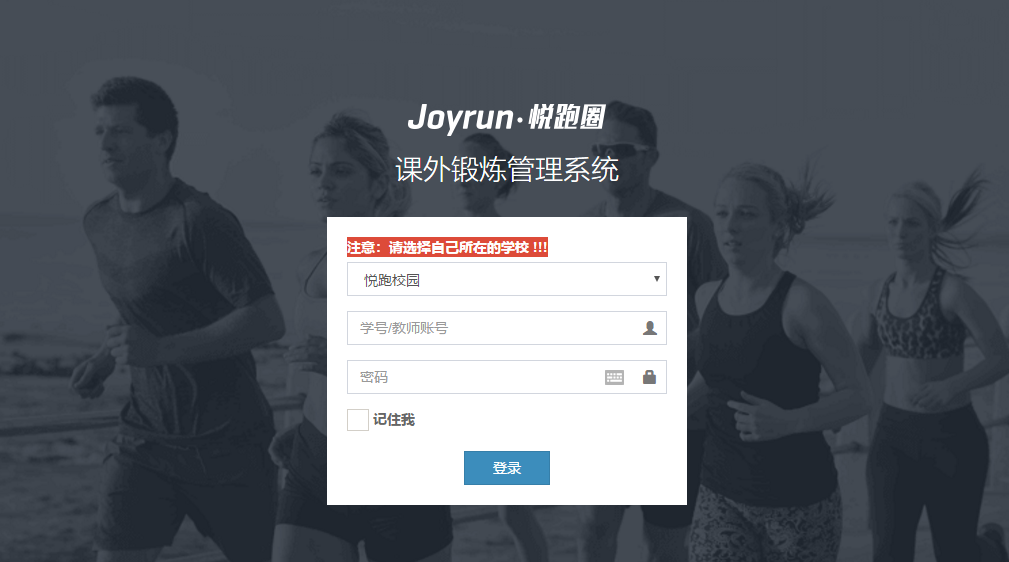 Joyrun·悦跑圈
课外锻炼管理系统
注意：请选择自己所在的学校 !!!
悦跑校园
学号/教师账号
密码
记住我
登录